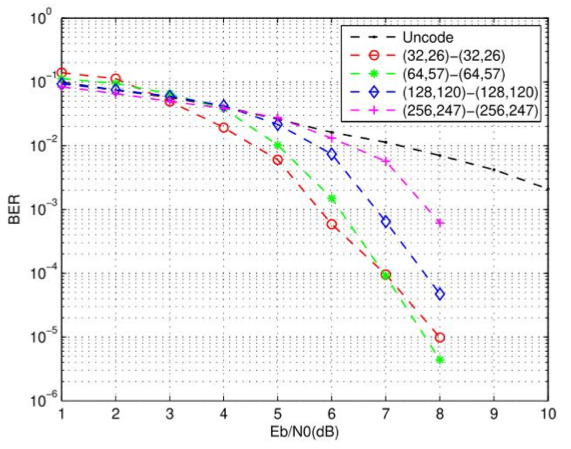 10^0
10^-1
10^-2
10^-3
10^-4
10^-5
10^-6
BER
Uncode
(32,26)−(32,26)
(64,57)−(64,57)
(128,120)−(128,120)
(256,247)−(256,247)
1 2 3 4 5 6 7 8 9 10
Eb/N0(dB)